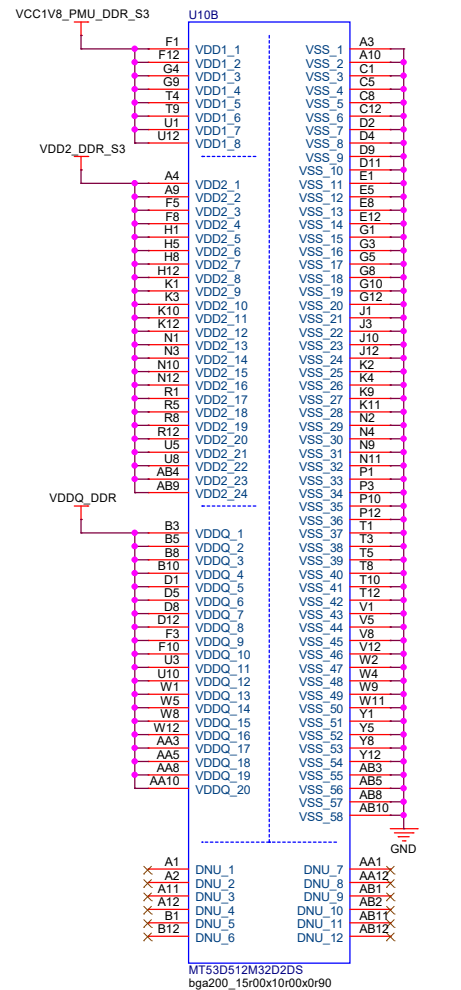 VCC1V8_PMU_DDR_S3
U10B
F1 VDD1_1
F12 VDD1_2
G4 VDD1_3
G9 VDD1_4
T4 VDD1_5
T9 VDD1_6
U1 VDD1_7
U12 VDD1_8
VDD2_DDR_S3
A4 VDD2_1
A9 VDD2_2
F5 VDD2_3
F8 VDD2_4
H1 VDD2_5
H5 VDD2_6
H8 VDD2_7
H12 VDD2_8
K1 VDD2_9
K3 VDD2_10
K10 VDD2_11
K12 VDD2_12
N1 VDD2_13
N3 VDD2_14
N10 VDD2_15
N12 VDD2_16
R1 VDD2_17
R5 VDD2_18
R8 VDD2_19
R12 VDD2_20
U5 VDD2_21
U8 VDD2_22
AB4 VDD2_23
AB9 VDD2_24
VDDQ_DDR
B3 VDDQ_1
B5 VDDQ_2
B8 VDDQ_3
B10 VDDQ_4
D1 VDDQ_5
D5 VDDQ_6
D8 VDDQ_7
D12 VDDQ_8
F3 VDDQ_9
F10 VDDQ_10
U3 VDDQ_11
U10 VDDQ_12
W1 VDDQ_13
W5 VDDQ_14
W8 VDDQ_15
W12 VDDQ_16
AA3 VDDQ_17
AA5 VDDQ_18
AA8 VDDQ_19
AA10 VDDQ_20
A1 DNU_1
A2 DNU_2
A11 DNU_3
A12 DNU_4
B1 DNU_5
B12 DNU_6
VSS_1 A3
VSS_2 A10
VSS_3 C1
VSS_4 C5
VSS_5 C8
VSS_6 C12
VSS_7 D2
VSS_8 D4
VSS_9 D9
VSS_10 D11
VSS_11 E1
VSS_12 E5
VSS_13 E8
VSS_14 E12
VSS_15 G1
VSS_16 G3
VSS_17 G5
VSS_18 G8
VSS_19 G10
VSS_20 G12
VSS_21 J1
VSS_22 J3
VSS_23 J10
VSS_24 J12
VSS_25 K2
VSS_26 K4
VSS_27 K9
VSS_28 K11
VSS_29 N2
VSS_30 N4
VSS_31 N9
VSS_32 N11
VSS_33 P1
VSS_34 P3
VSS_35 P10
VSS_36 P12
VSS_37 T1
VSS_38 T3
VSS_39 T5
VSS_40 T8
VSS_41 T10
VSS_42 T12
VSS_43 V1
VSS_44 V5
VSS_45 V8
VSS_46 V12
VSS_47 W2
VSS_48 W4
VSS_49 W9
VSS_50 W11
VSS_51 Y1
VSS_52 Y5
VSS_53 Y8
VSS_54 Y12
VSS_55 AB3
VSS_56 AB5
VSS_57 AB8
VSS_58 AB10
GND
DNU_7 AA1
DNU_8 AA12
DNU_9 AB1
DNU_10 AB2
DNU_11 AB11
DNU_12 AB12
MT53D512M32D2DS
bga200_15r00x10r00x0r90